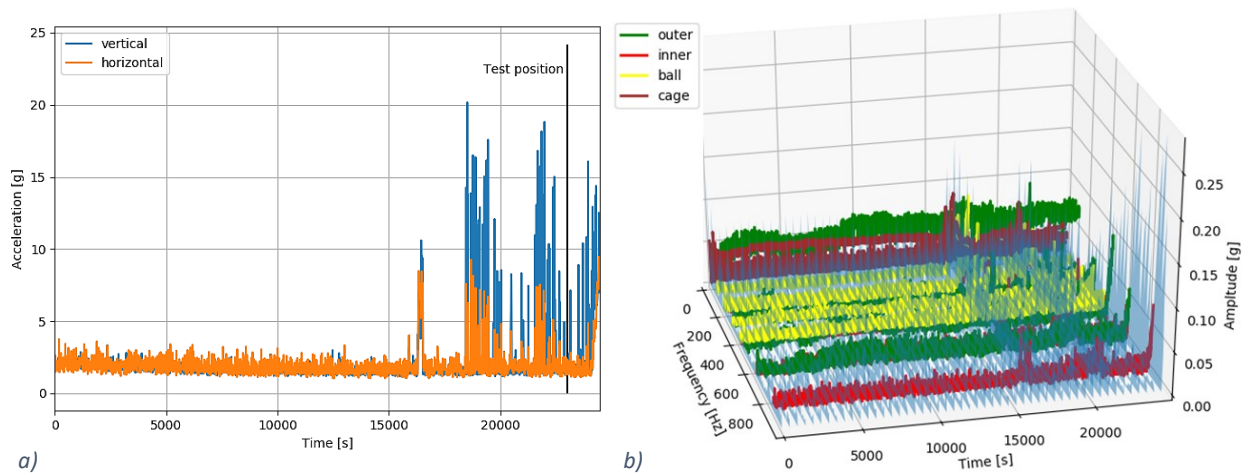 25
20
15
10
5
0
Acceleration [g]
vertical
horizontal
Test position
0
5000
10000
15000
20000
Time [s]
a)
outer
inner
ball
cage
0.25
0.20
0.15
0.10
0.05
0.00
Ampltude [g]
0
200
400
600
800
Frequency [Hz]
0
5000
10000
15000
20000
Time [s]
b)